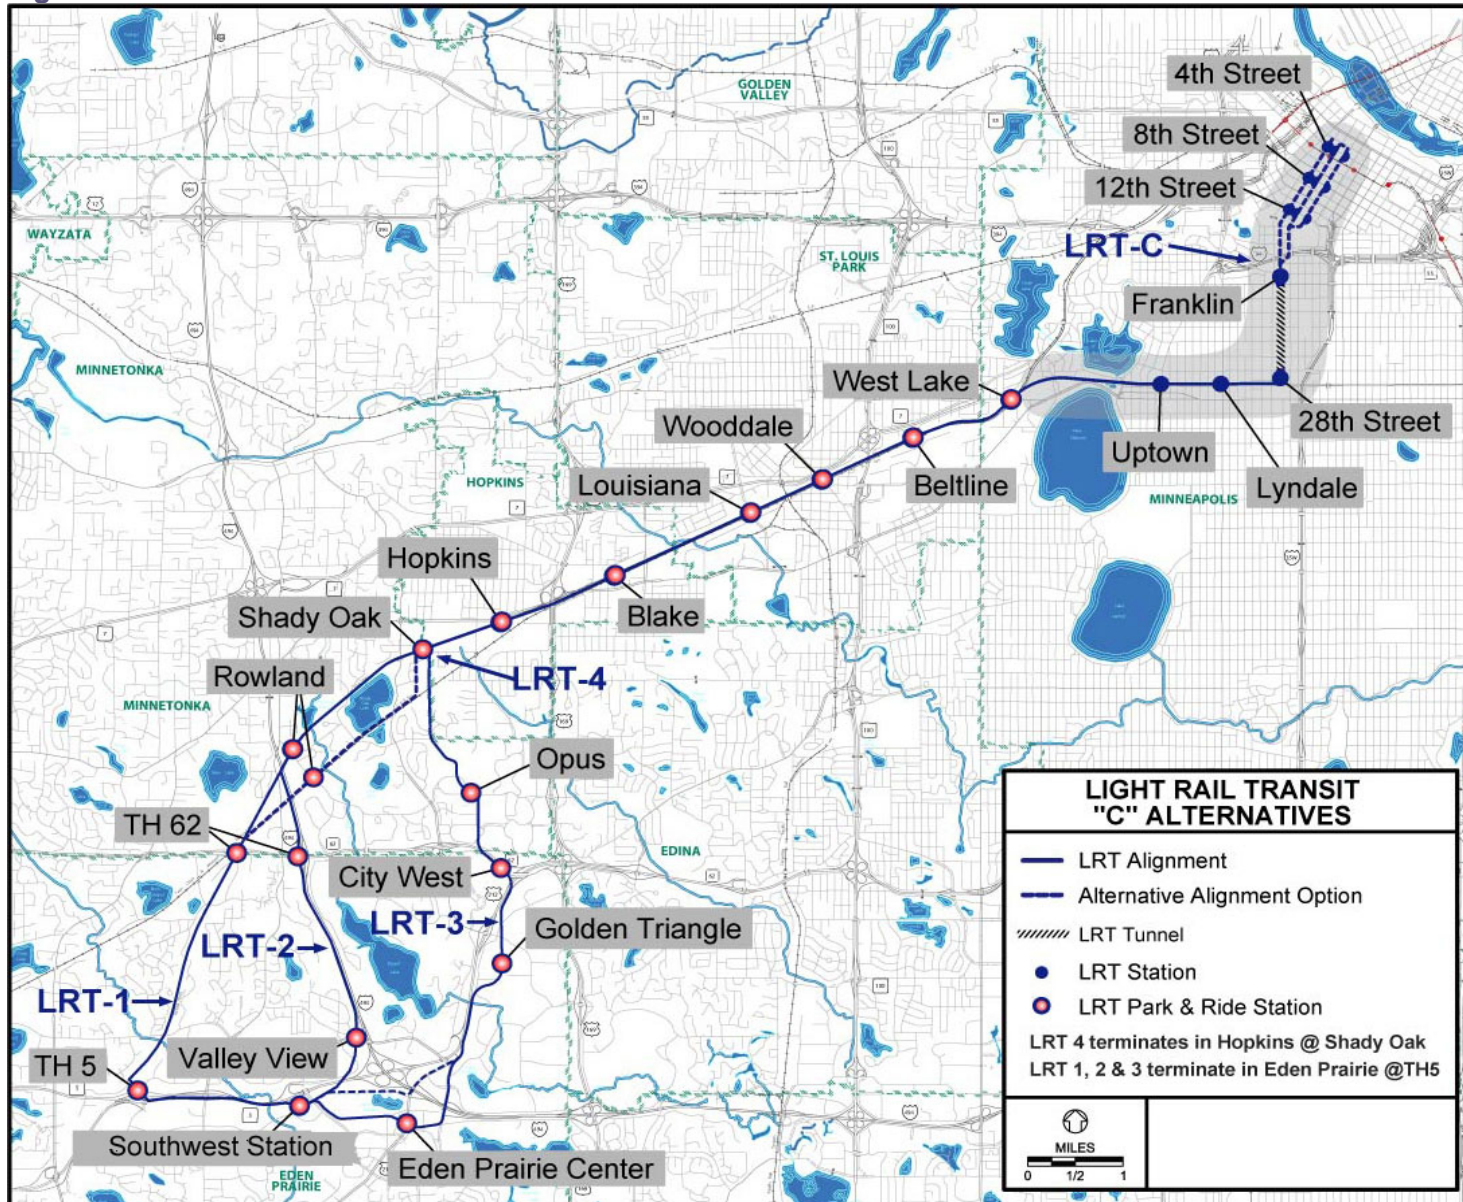 4th Street
8th Street
12th Street
GOLDEN
VALLEY
WAYZATA
ST. LOUIS
PARK
LRT-C
Franklin
MINNETONKA
West Lake
Wooddale
28th Street
Uptown
HOPKINS
Louisiana
Beltline
Lyndale
MINNEAPOLIS
Hopkins
Shady Oak
Blake
Rowland
LRT-4
MINNETONKA
Opus
TH 62
EDINA
City West
LRT-3
Golden Triangle
LRT-2
LRT-1
Valley View
TH 5
Southwest Station
Eden Prairie Center
EDEN
PRAIRIE
LIGHT RAIL TRANSIT
"C" ALTERNATIVES
LRT Alignment
Alternative Alignment Option
LRT Tunnel
LRT Station
LRT Park & Ride Station
LRT 4 terminates in Hopkins @ Shady Oak
LRT 1, 2 & 3 terminate in Eden Prairie @TH5
MILES
0 1/2 1